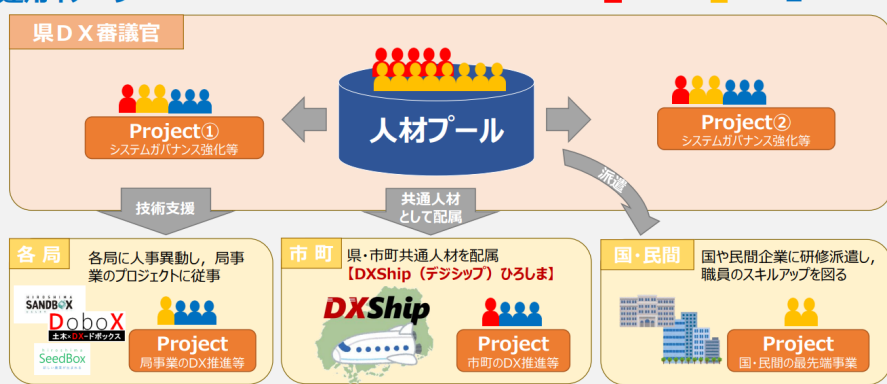 県ＤＸ審議官
人材プール
Project①
システムガバナンス強化等
Project②
システムガバナンス強化等
技術支援
共通人材
として配属
派遣
各 局
各局に人事異動し，局事
業のプロジェクトに従事
SANDBOX
DoboX
土木×DXードボックス
SeedBox
Project
局事業のDX推進等
市 町
県・市町共通人材を配属
【DXShip（デジシップ）ひろしま】
DXShip
Project
市町のDX推進等
国・民間
国や民間企業に研修派遣し，
職員のスキルアップを図る
Project
国・民間の最先端事業